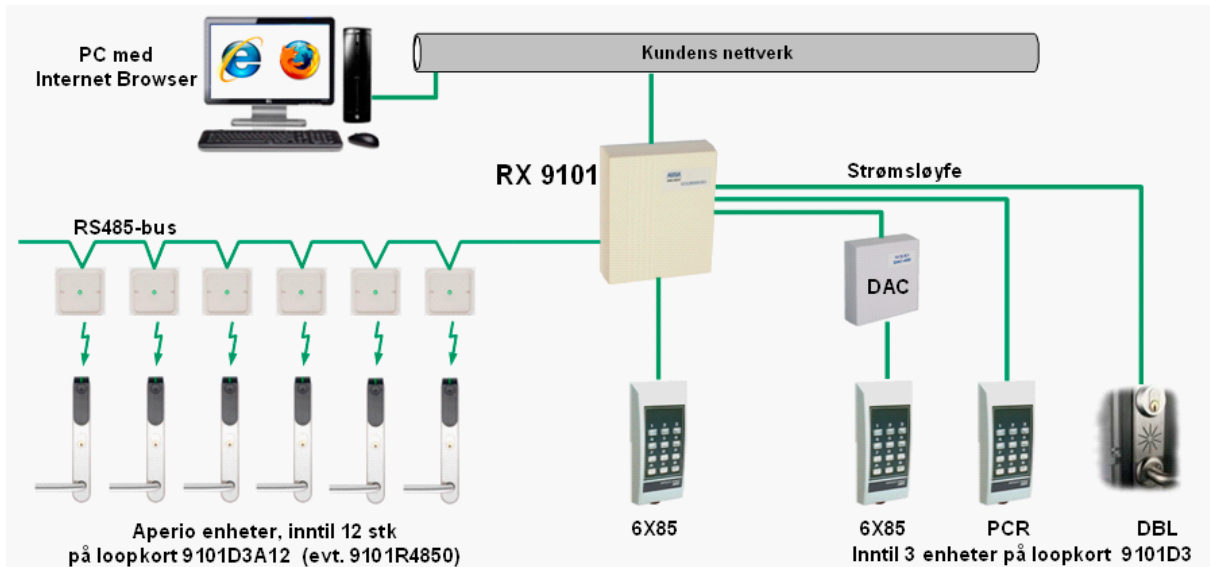 PC med
Internet Browser
Kundens nettverk
RX 9101
Strømsløyfe
RS485-bus
DAC
6X85
6X85
PCR
DBL
Aperio enheter, inntil 12 stk
på loopkort 9101D3A12 (evt. 9101R4850)
Inntil 3 enheter på loopkort 9101D3